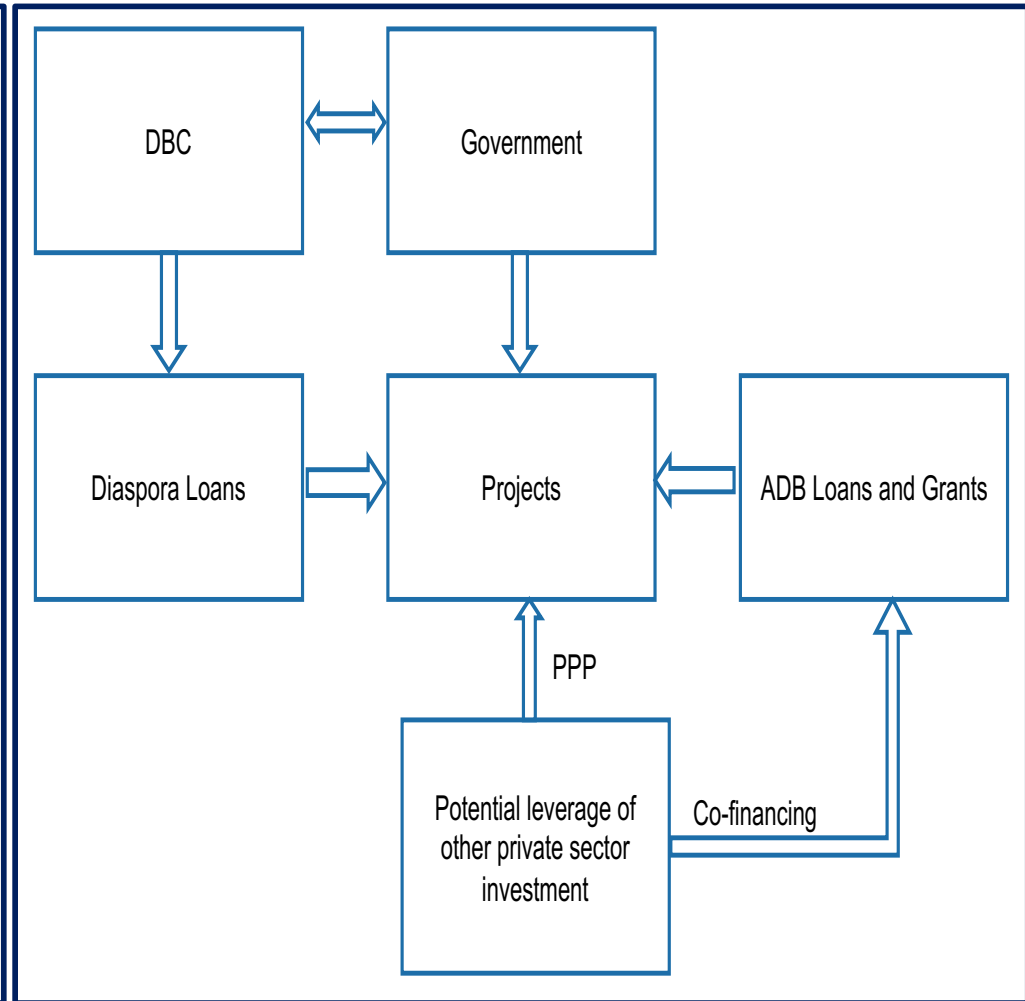 DBC
Government
Diaspora Loans
Projects
ADB Loans and Grants
PPP
Potential leverage of
other private sector
investment
Co-financing